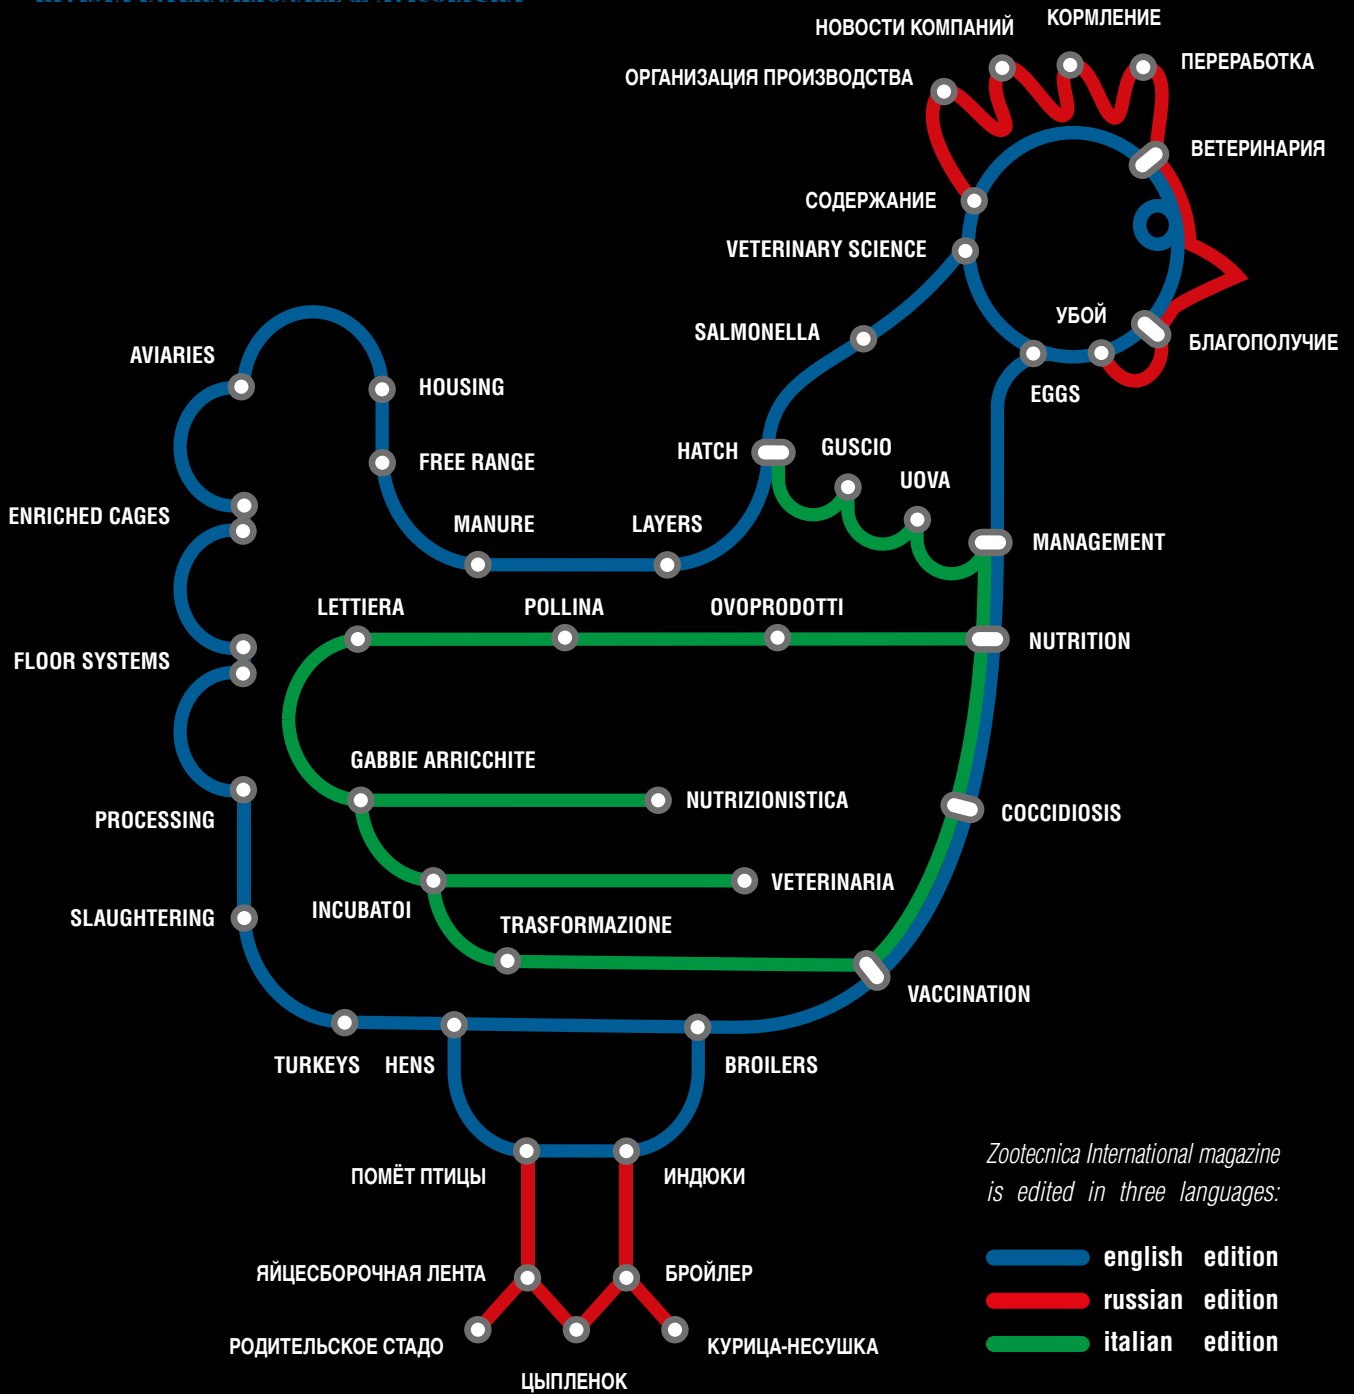 НОВОСТИ КОМПАНИЙ
КОРМЛЕНИЕ
ОРГАНИЗАЦИЯ ПРОИЗВОДСТВА
ПЕРЕРАБОТКА
ВЕТЕРИНАРИЯ
СОДЕРЖАНИЕ
VETERINARY SCIENCE
УБОЙ
SALMONELLA
БЛАГОПОЛУЧИЕ
AVIARIES
HOUSING
EGGS
HATCH
GUSCIO
FREE RANGE
UOVA
ENRICHED CAGES
MANURE
LAYERS
MANAGEMENT
LETTIERA
POLLINA
OVOPRODOTTI
NUTRITION
FLOOR SYSTEMS
GABBIE ARRICCHITE
NUTRIZIONISTICA
PROCESSING
COCCIDIOSIS
VETERINARIA
INCUBATOI
SLAUGHTERING
TRASFORMAZIONE
VACCINATION
TURKEYS
HENS
BROILERS
ПОМЁТ ПТИЦЫ
ИНДЮКИ
ЯЙЦЕСБОРОЧНАЯ ЛЕНТА
БРОЙЛЕР
РОДИТЕЛЬСКОЕ СТАДО
КУРИЦА-НЕСУШКА
ЦЫПЛЕНОК
Zootecnica International magazine
is edited in three languages:
english edition
russian edition
italian edition